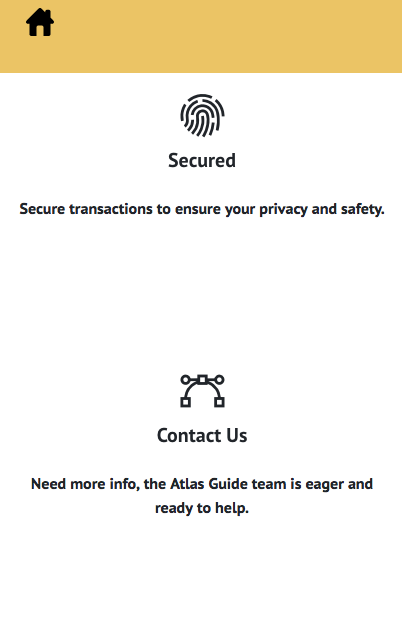 Secured
Secure transactions to ensure your privacy and safety.
Contact Us
Need more info, the Atlas Guide team is eager and
ready to help.